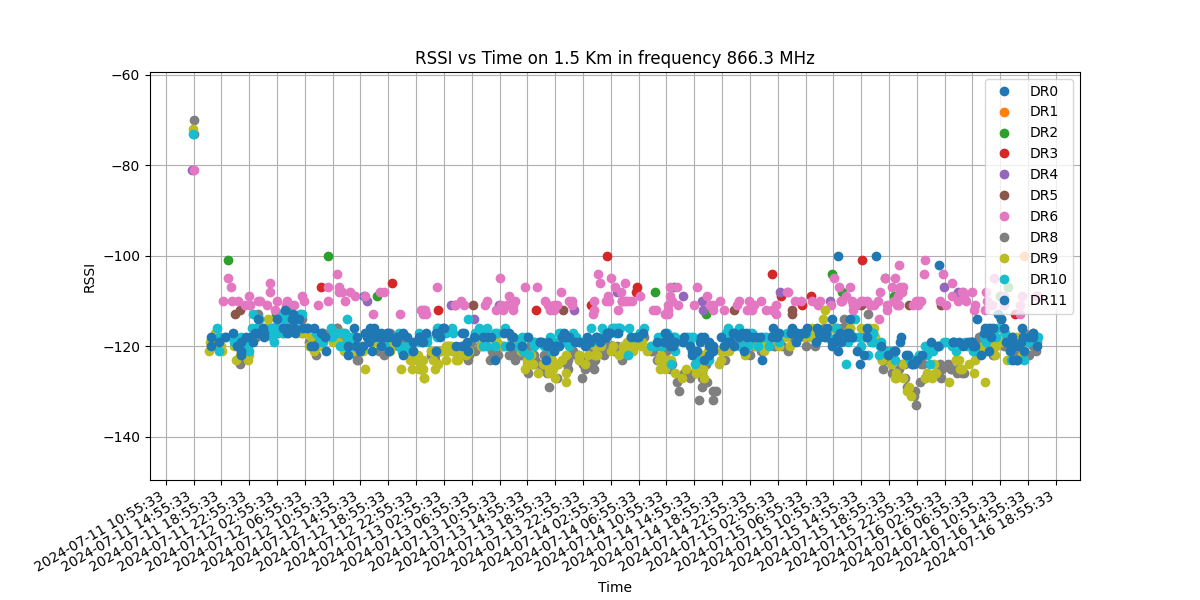 RSSI vs Time on 1.5 Km in frequency 866.3 MHz
−60
−80
−100
−120
−140
RSSI
DR0
DR1
DR2
DR3
DR4
DR5
DR6
DR8
DR9
DR10
DR11
2024-07-11 10:55:33
2024-07-11 14:55:33
2024-07-11 18:55:33
2024-07-11 22:55:33
2024-07-12 02:55:33
2024-07-12 06:55:33
2024-07-12 10:55:33
2024-07-12 14:55:33
2024-07-12 18:55:33
2024-07-12 22:55:33
2024-07-13 02:55:33
2024-07-13 06:55:33
2024-07-13 10:55:33
2024-07-13 14:55:33
2024-07-13 18:55:33
2024-07-13 22:55:33
2024-07-14 02:55:33
2024-07-14 06:55:33
2024-07-14 10:55:33
2024-07-14 14:55:33
2024-07-14 18:55:33
2024-07-14 22:55:33
2024-07-15 02:55:33
2024-07-15 06:55:33
2024-07-15 10:55:33
2024-07-15 14:55:33
2024-07-15 18:55:33
2024-07-15 22:55:33
2024-07-16 02:55:33
2024-07-16 06:55:33
2024-07-16 10:55:33
2024-07-16 14:55:33
2024-07-16 18:55:33
Time